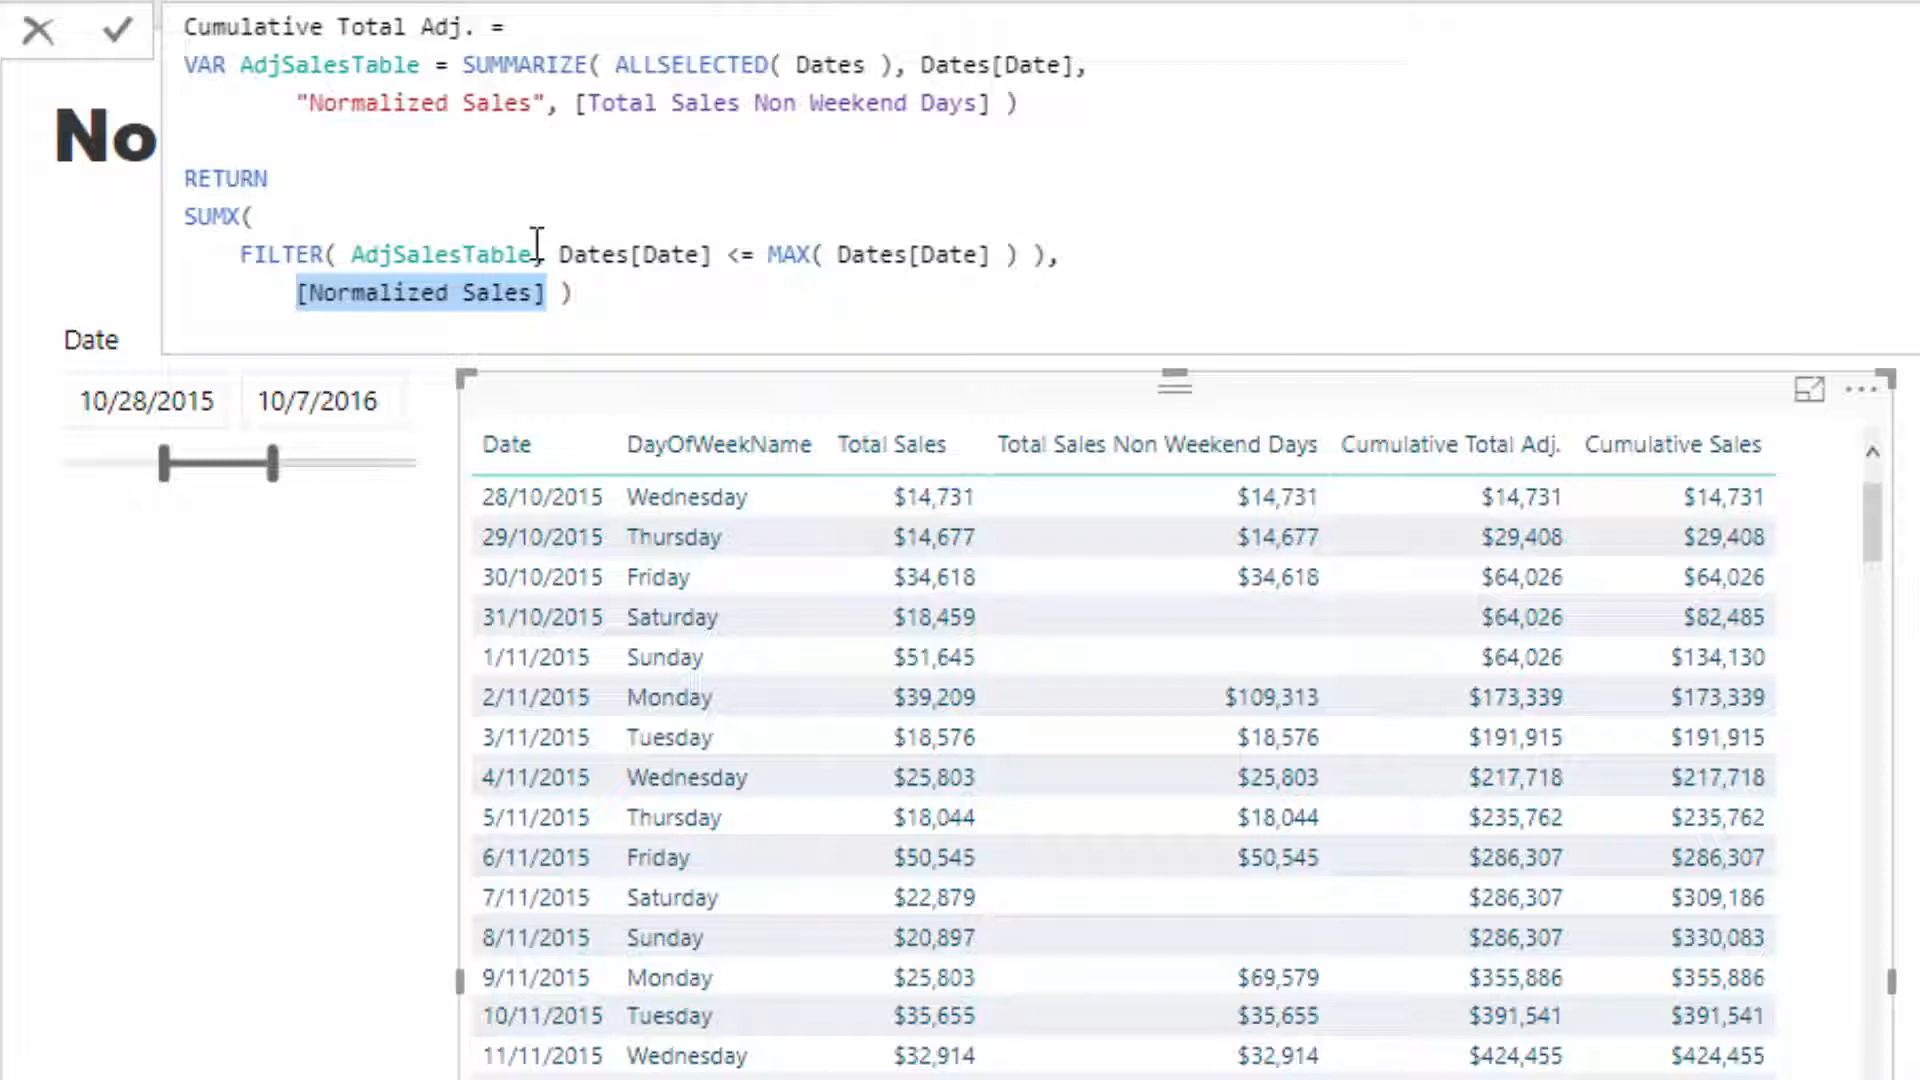 Cumulative Total Adj. =
VAR AdjSalesTable = SUMMARIZE( ALLSELECTED( Dates ), Dates[Date],
"Normalized Sales", [Total Sales Non Weekend Days] )
No
RETURN
SUMX(
FILTER( AdjSalesTable, Dates[Date] <= MAX( Dates[Date] ) ),
[Normalized Sales] )
Date
10/28/2015 10/7/2016
Date DayOfWeekName Total Sales Total Sales Non Weekend Days Cumulative Total Adj. Cumulative Sales
28/10/2015 Wednesday $14,731 $14,731 $14,731 $14,731
29/10/2015 Thursday $14,677 $14,677 $29,408 $29,408
30/10/2015 Friday $34,618 $34,618 $64,026 $64,026
31/10/2015 Saturday $18,459 $64,026 $82,485
1/11/2015 Sunday $51,645 $64,026 $134,130
2/11/2015 Monday $39,209 $109,313 $173,339 $173,339
3/11/2015 Tuesday $18,576 $18,576 $191,915 $191,915
4/11/2015 Wednesday $25,803 $25,803 $217,718 $217,718
5/11/2015 Thursday $18,044 $18,044 $235,762 $235,762
6/11/2015 Friday $50,545 $50,545 $286,307 $286,307
7/11/2015 Saturday $22,879 $286,307 $309,186
8/11/2015 Sunday $20,897 $286,307 $330,083
9/11/2015 Monday $25,803 $69,579 $355,886 $355,886
10/11/2015 Tuesday $35,655 $35,655 $391,541 $391,541
11/11/2015 Wednesday $32,914 $32,914 $424,455 $424,455